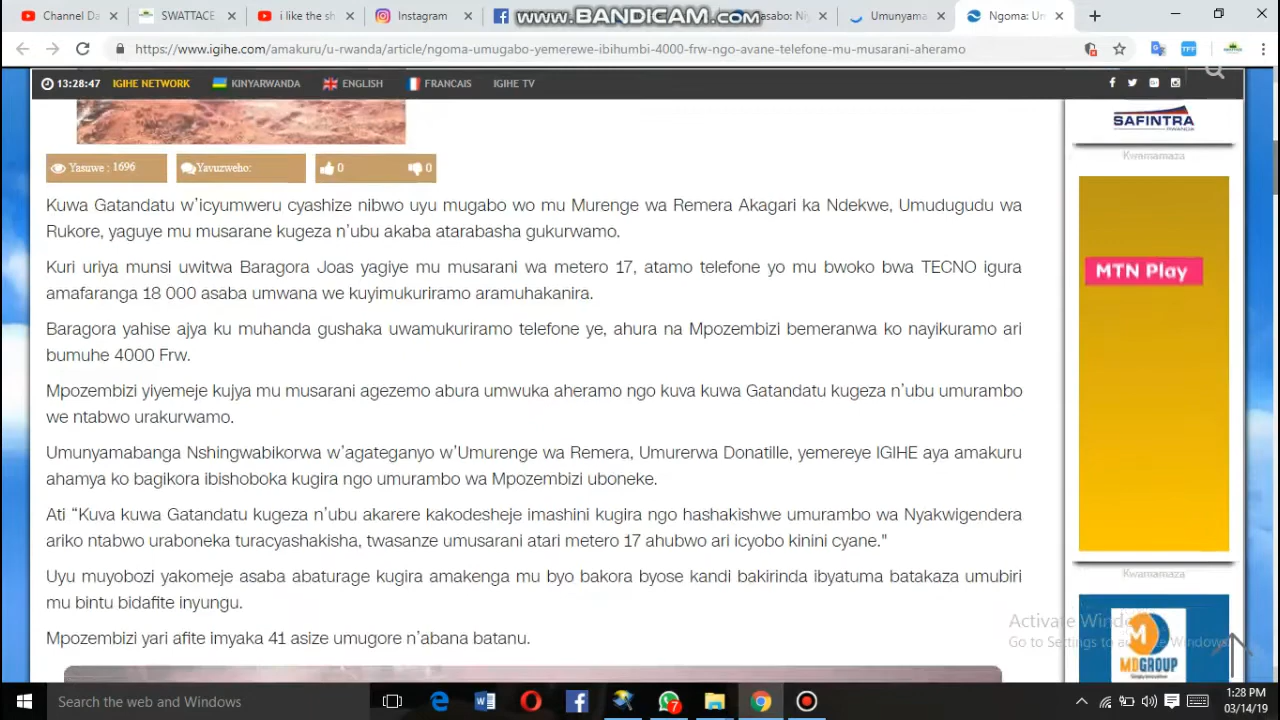 Channel Da
SWATTACE
i like the sh
Instagram
www.BANDICAM.com
asabo: Niy
Umunyama
Ngoma: Um
https://www.igihe.com/amakuru/u-rwanda/article/ngoma-umugabo-yemerewe-ibihumbi-4000-frw-ngo-avane-telefone-mu-musarani-aheramo
13:28:47 IGIHE NETWORK KINYARWANDA ENGLISH FRANCAIS IGIHE TV
SAFINTRA
RWANDA
Kwamamaza
Yasuwe : 1696
Yavuzweho:
0
0
Kuwa Gatandatu w'icyumweru cyashize nibwo uyu mugabo wo mu Murenge wa Remera Akagari ka Ndekwe, Umudugudu wa
Rukore, yaguye mu musarane kugeza n'ubu akaba atarabasha gukurwamo.
Kuri uriya munsi uwitwa Baragora Joas yagiye mu musarani wa metero 17, atamo telefone yo mu bwoko bwa TECNO igura
amafaranga 18 000 asaba umwana we kuyimukuriramo aramuhakanira.
Baragora yahise ajya ku muhanda gushaka uwamukuriramo telefone ye, ahura na Mpozembizi bemeranwa ko nayikuramo ari
bumuhe 4000 Frw.
Mpozembizi yiyemeje kujya mu musarani agezemo abura umwuka aheramo ngo kuva kuwa Gatandatu kugeza n'ubu umurambo
we ntabwo urakurwamo.
Umunyamabanga Nshingwabikorwa w'agateganyo w'Umurenge wa Remera, Umurerwa Donatille, yemereye IGIHE aya amakuru
ahamya ko bagikora ibishoboka kugira ngo umurambo wa Mpozembizi uboneke.
Ati “Kuva kuwa Gatandatu kugeza n'ubu akarere kakodesheje imashini kugira ngo hashakishwe umurambo wa Nyakwigendera
ariko ntabwo uraboneka turacyashakisha, twasanze umusarani atari metero 17 ahubwo ari icyobo kinini cyane."
Uyu muyobozi yakomeje asaba abaturage kugira amakenga mu byo bakora byose kandi bakirinda ibyatuma batakaza umubiri
mu bintu bidafite inyungu.
Mpozembizi yari afite imyaka 41 asize umugore n'abana batanu.
MTN Play
Kwamamaza
MDGROUP
Activate Windows
Go to Settings to activate Windows.
Search the web and Windows
7
1:28 PM
03/14/19